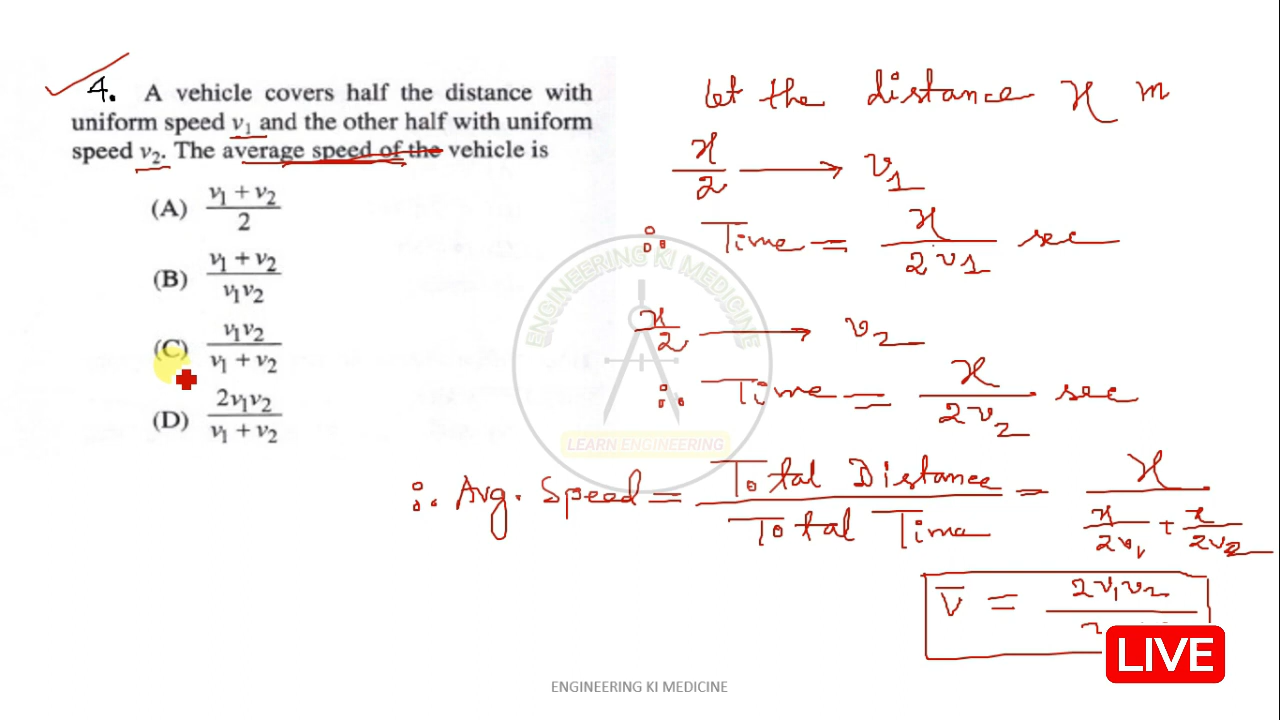 4. A vehicle covers half the distance with
uniform speed v₁ and the other half with uniform
speed v₂. The average speed of the vehicle is
(A) (v₁ + v₂)/2
(B) (v₁ + v₂)/(v₁v₂)
(C) (v₁v₂)/(v₁ + v₂)
(D) (2v₁v₂)/(v₁ + v₂)
let the distance x m
x/2 → v₁
∴ Time = x/(2v₁) sec
x/2 → v₂
∴ Time = x/(2v₂) sec
∴ Avg. Speed = Total Distance/Total Time = x/(x/(2v₁) + x/(2v₂))
V̅ = 2v₁v₂
ENGINEERING KI MEDICINE
LEARN ENGINEERING
LIVE
ENGINEERING KI MEDICINE